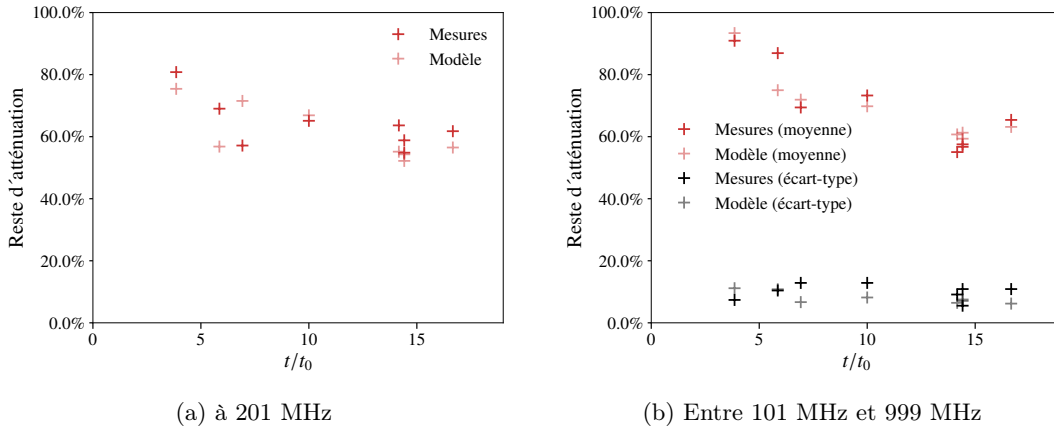 100.0%
80.0%
60.0%
40.0%
20.0%
0.0%
Reste d´atténuation
0
5
10
15
t/t₀
Mesures
Modèle
(a) à 201 MHz
100.0%
80.0%
60.0%
40.0%
20.0%
0.0%
Reste d´atténuation
0
5
10
15
t/t₀
Mesures (moyenne)
Modèle (moyenne)
Mesures (écart-type)
Modèle (écart-type)
(b) Entre 101 MHz et 999 MHz